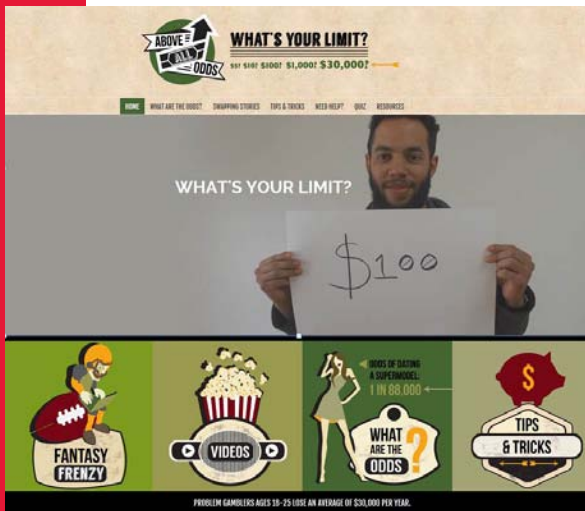 ABOVE
ALL
ODDS
WHAT'S YOUR LIMIT?
$5? $10? $100? $1,000? $30,000?
HOME WHAT ARE THE ODDS? SWAPPING STORIES TIPS & TRICKS NEED HELP? QUIZ RESOURCES
WHAT'S YOUR LIMIT?
$100
FANTASY
FRENZY
VIDEOS
ODDS OF DATING
A SUPERMODEL:
1 IN 88,000
WHAT
ARE THE
ODDS
?
$
TIPS
& TRICKS
PROBLEM GAMBLERS AGES 18-25 LOSE AN AVERAGE OF $30,000 PER YEAR.